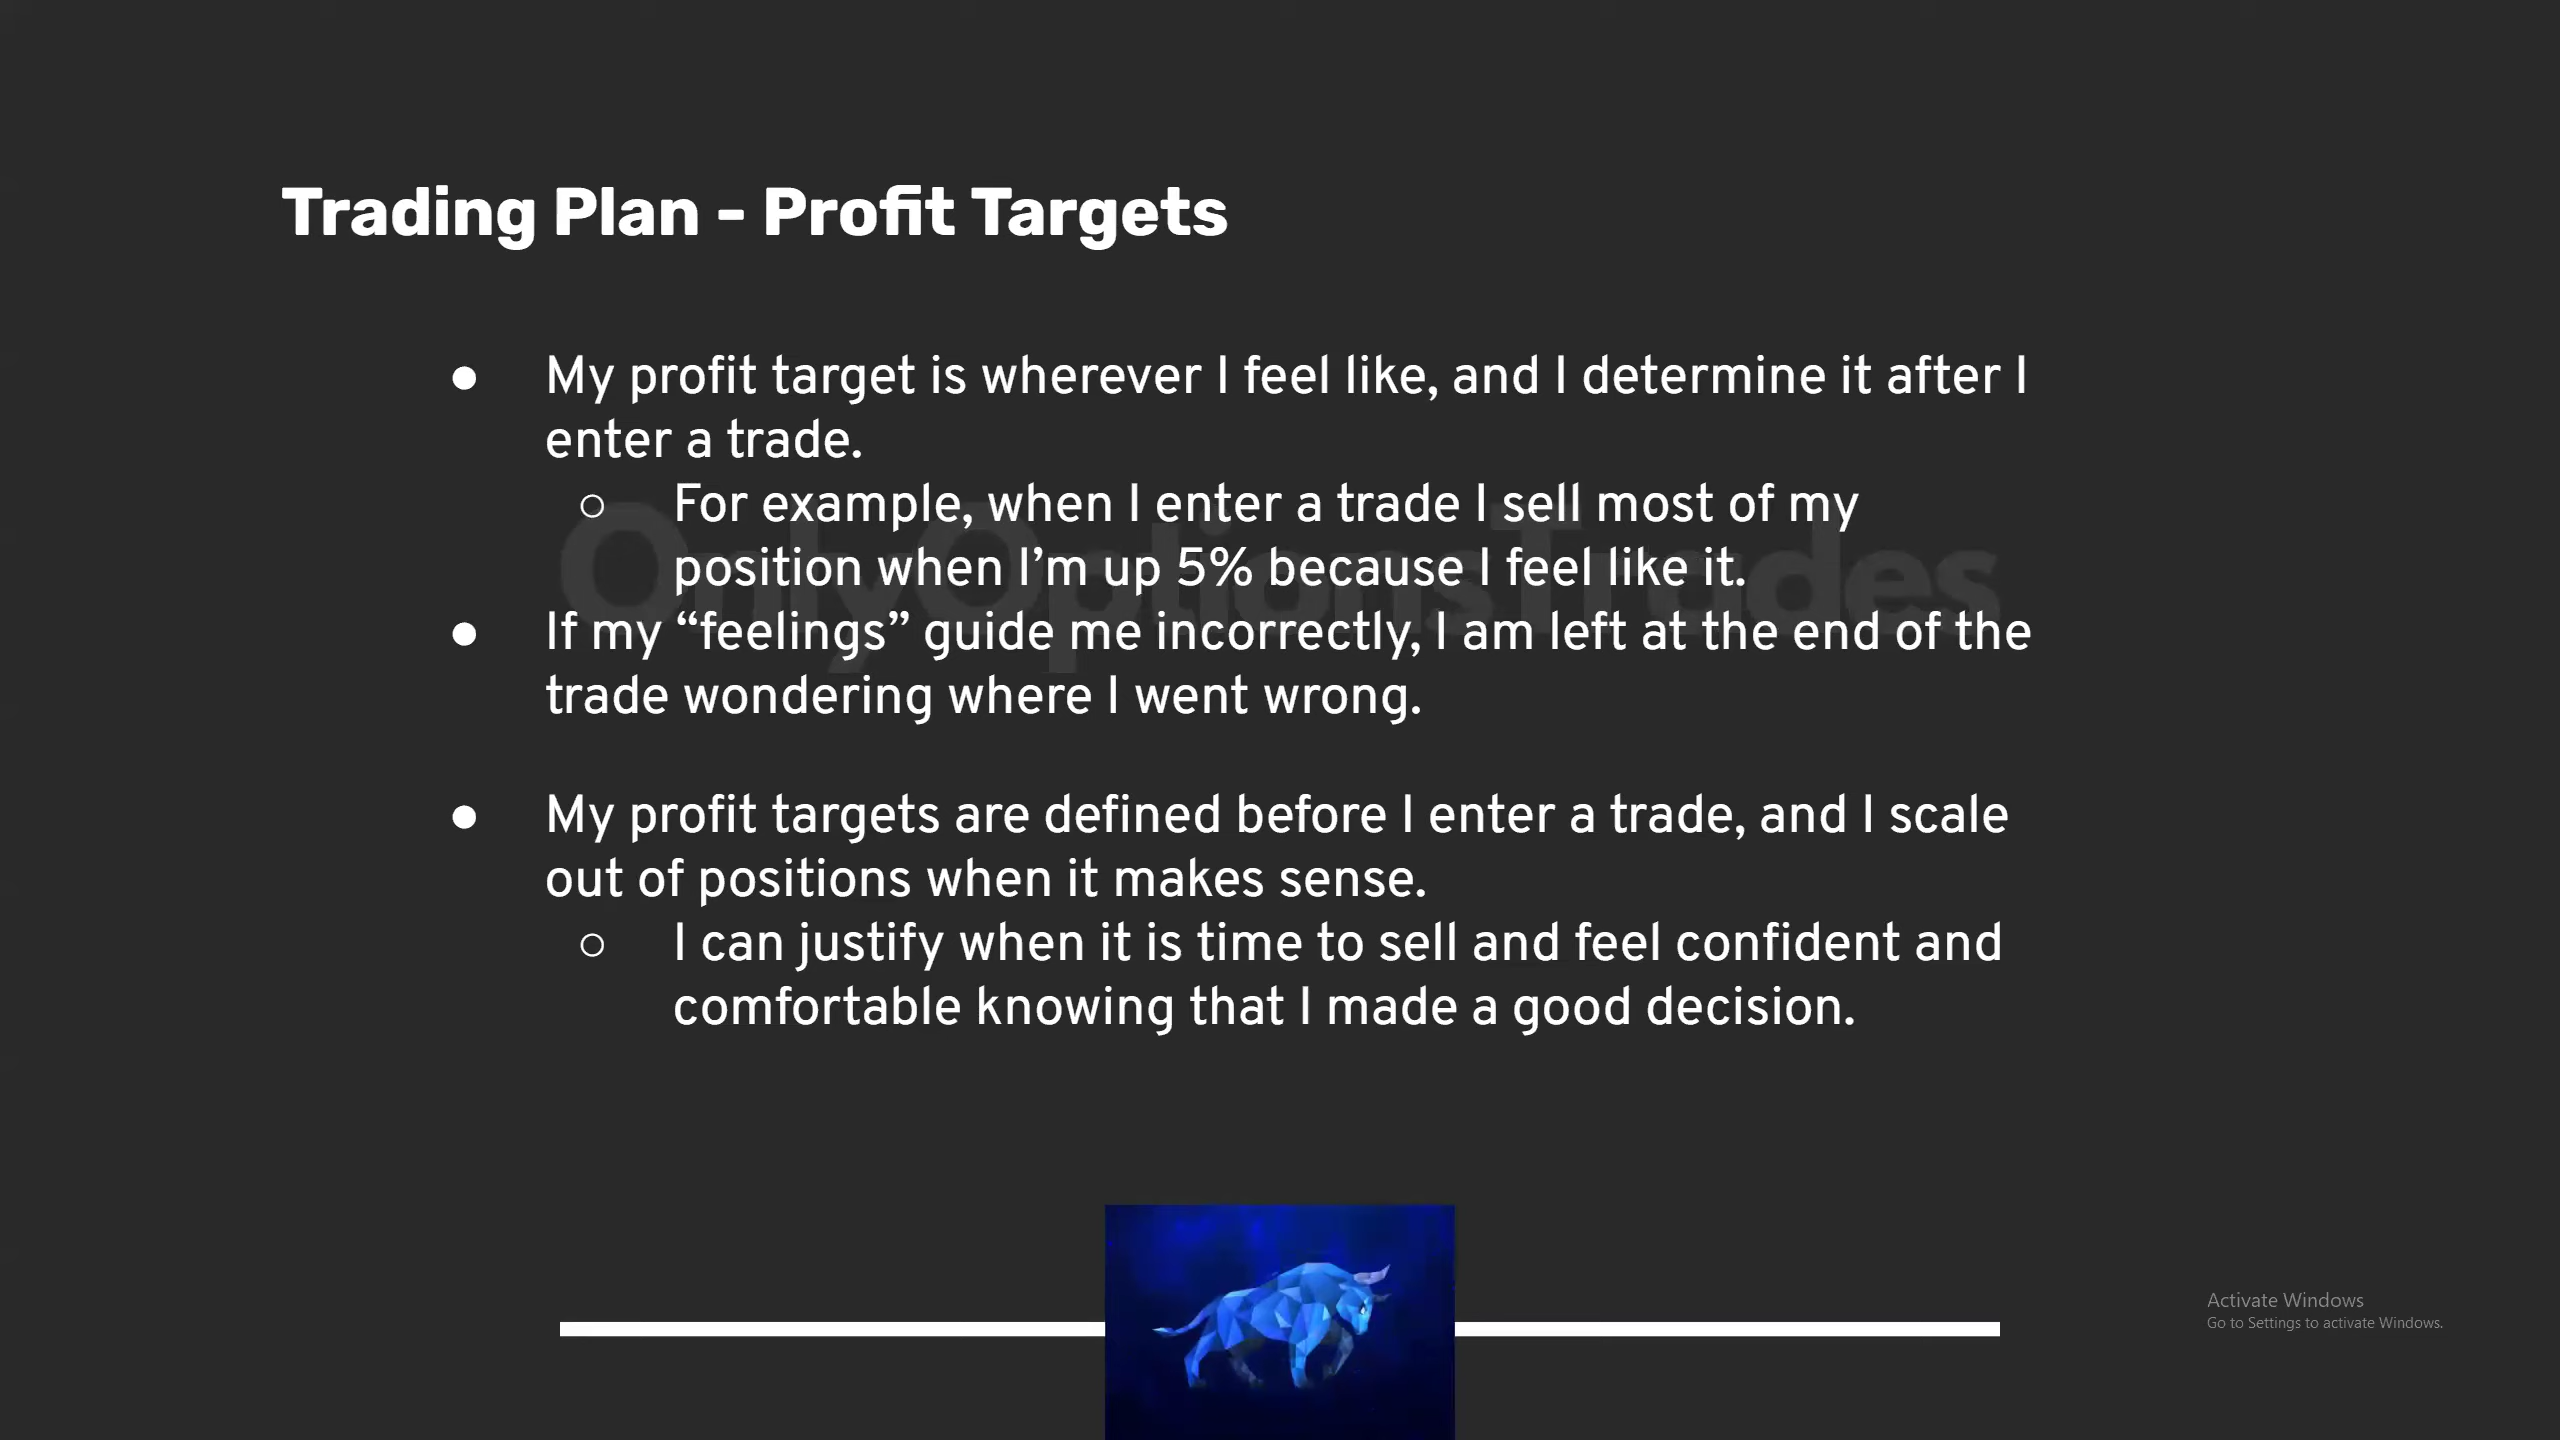 Trading Plan - Profit Targets
● My profit target is wherever I feel like, and I determine it after I
enter a trade.
○ For example, when I enter a trade I sell most of my
position when I’m up 5% because I feel like it.
● If my “feelings” guide me incorrectly, I am left at the end of the
trade wondering where I went wrong.
● My profit targets are defined before I enter a trade, and I scale
out of positions when it makes sense.
○ I can justify when it is time to sell and feel confident and
comfortable knowing that I made a good decision.
OnlyOptionsTrades
Activate Windows
Go to Settings to activate Windows.